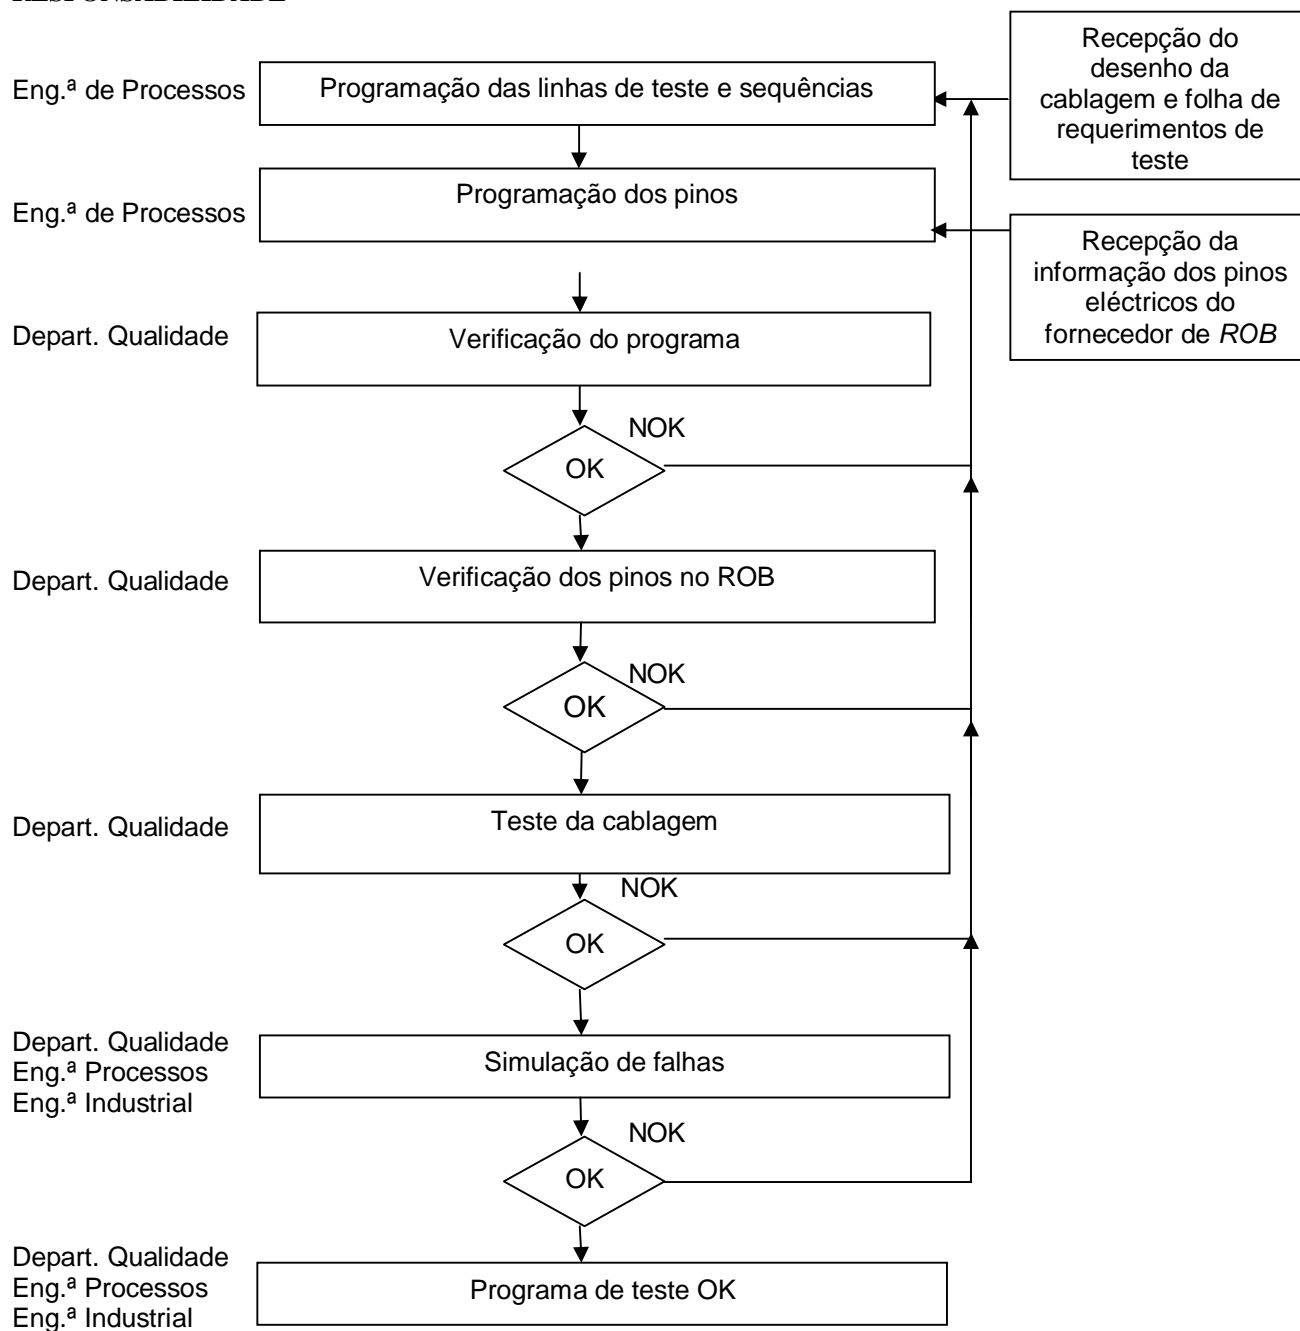 Eng.ª de Processos
Programação das linhas de teste e sequências
Recepção do
desenho da
cablagem e folha de
requerimentos de
teste
Eng.ª de Processos
Programação dos pinos
Recepção da
informação dos pinos
eléctricos do
fornecedor de ROB
Depart. Qualidade
Verificação do programa
NOK
OK
Depart. Qualidade
Verificação dos pinos no ROB
NOK
OK
Depart. Qualidade
Teste da cablagem
NOK
OK
Depart. Qualidade
Eng.ª Processos
Eng.ª Industrial
Simulação de falhas
NOK
OK
Depart. Qualidade
Eng.ª Processos
Eng.ª Industrial
Programa de teste OK